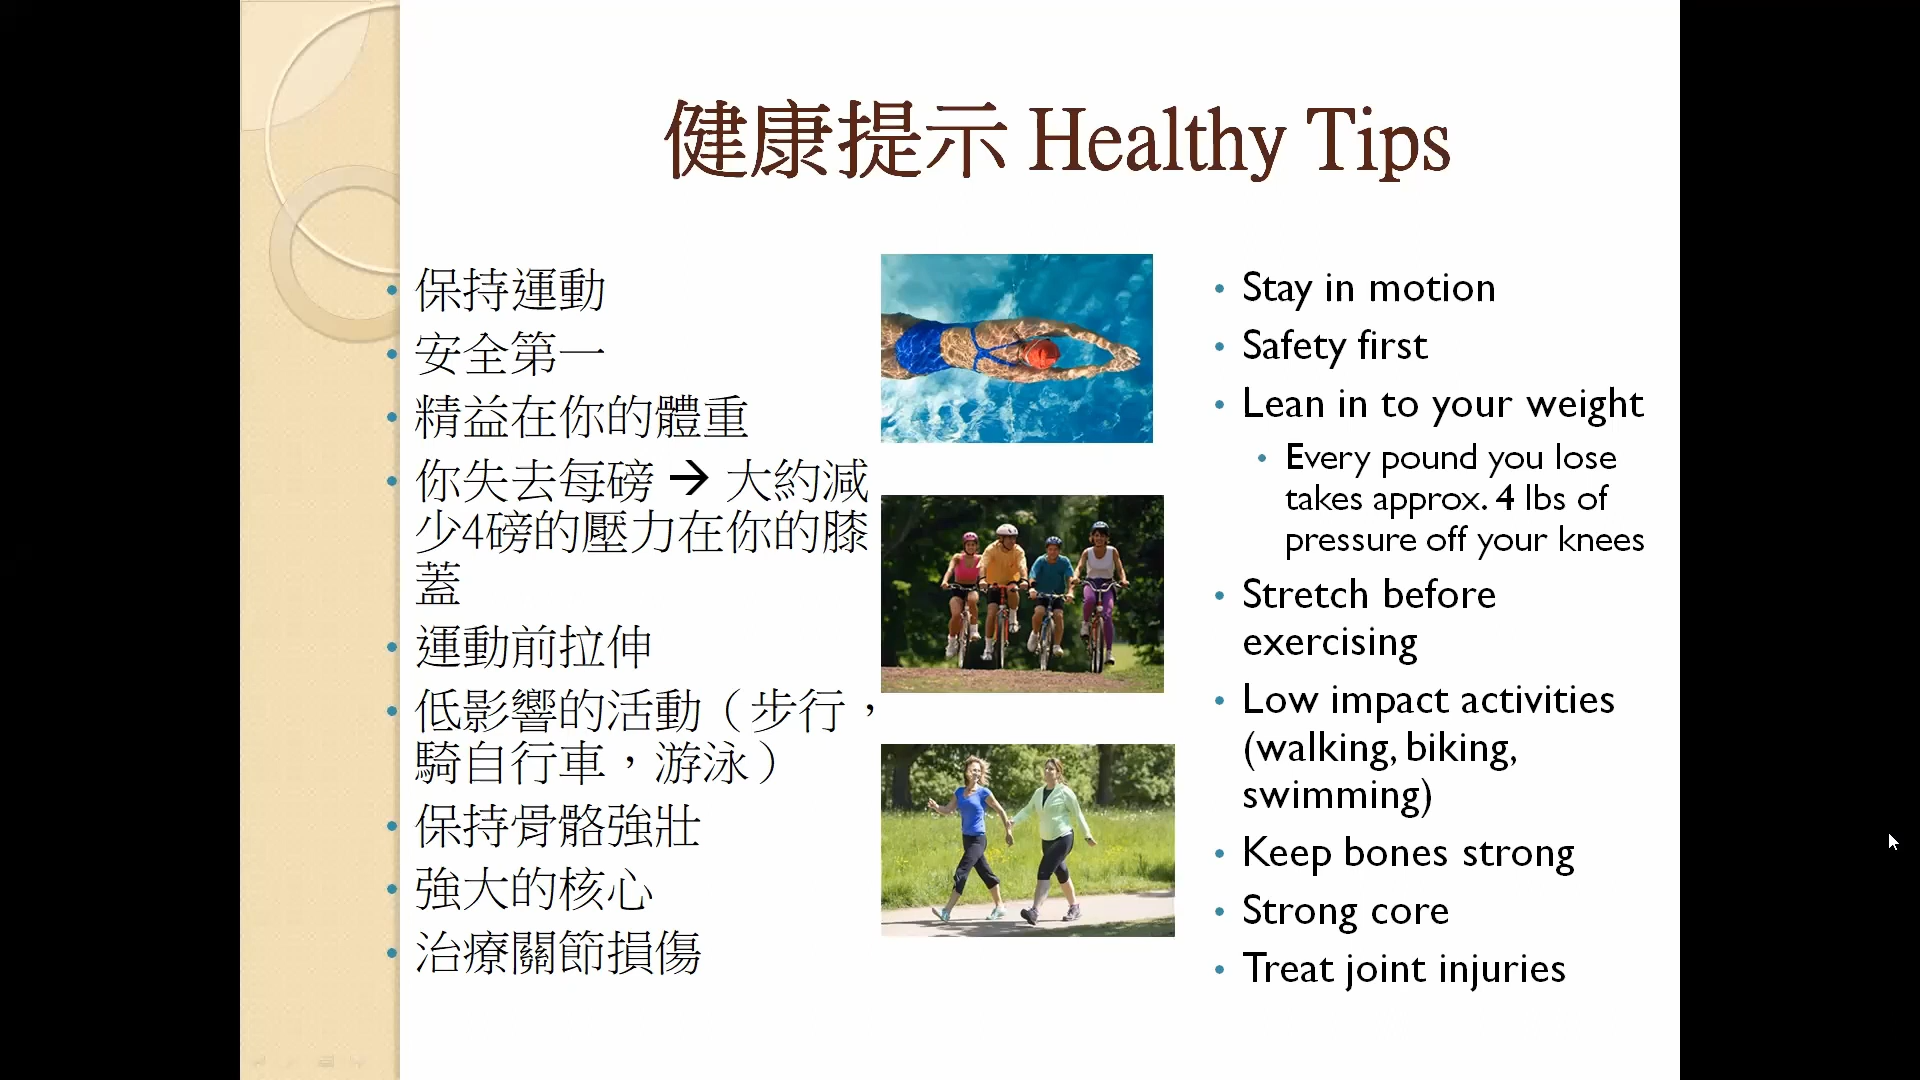 健康提示 Healthy Tips
• 保持運動
• 安全第一
• 精益在你的體重
• 你失去每磅 → 大約減
少4磅的壓力在你的膝
蓋
• 運動前拉伸
• 低影響的活動（步行，
騎自行車，游泳）
• 保持骨骼強壯
• 強大的核心
• 治療關節損傷
• Stay in motion
• Safety first
• Lean in to your weight
• Every pound you lose
takes approx. 4 lbs of
pressure off your knees
• Stretch before
exercising
• Low impact activities
(walking, biking,
swimming)
• Keep bones strong
• Strong core
• Treat joint injuries